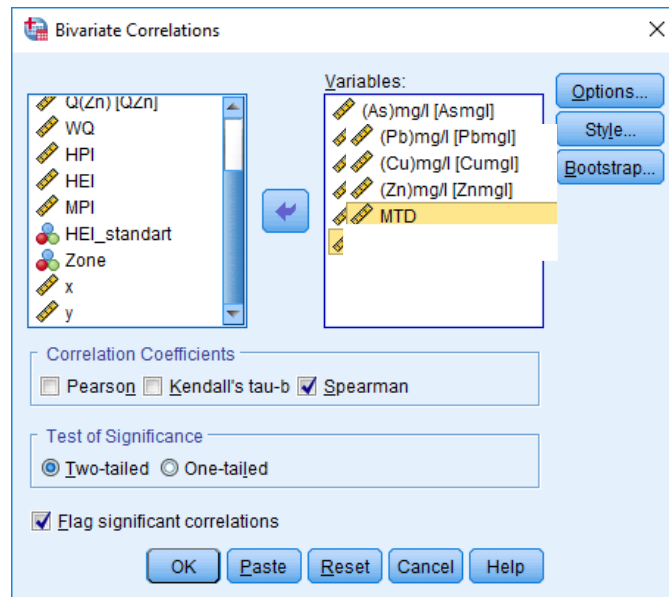 Bivariate Correlations
Q(Zn) [QZn]
WQ
HPI
HEI
MPI
HEI_standart
Zone
x
y
Variables:
(As)mg/l [Asmgl]
(Pb)mg/l [Pbmgl]
(Cu)mg/l [Cumgl]
(Zn)mg/l [Znmgl]
MTD
Options...
Style...
Bootstrap...
Correlation Coefficients
Pearson Kendall's tau-b Spearman
Test of Significance
Two-tailed One-tailed
Flag significant correlations
OK Paste Reset Cancel Help